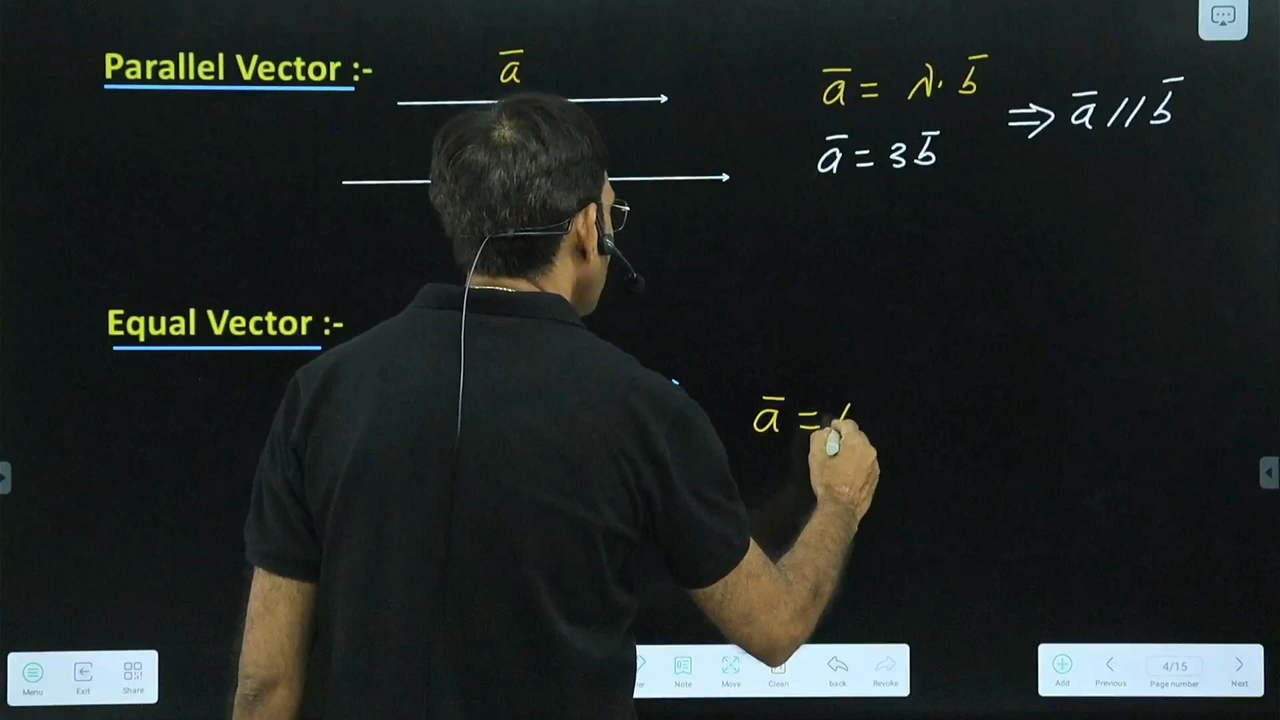 Parallel Vector :-
a̅
a̅ = λ. b̅
⇒ a̅ // b̅
a̅ = 3b̅
Equal Vector :-
a̅ =
Menu
Exit
Share
Note
Move
Clean
back
Revoke
Add
Previous
4/15
Page number
Next